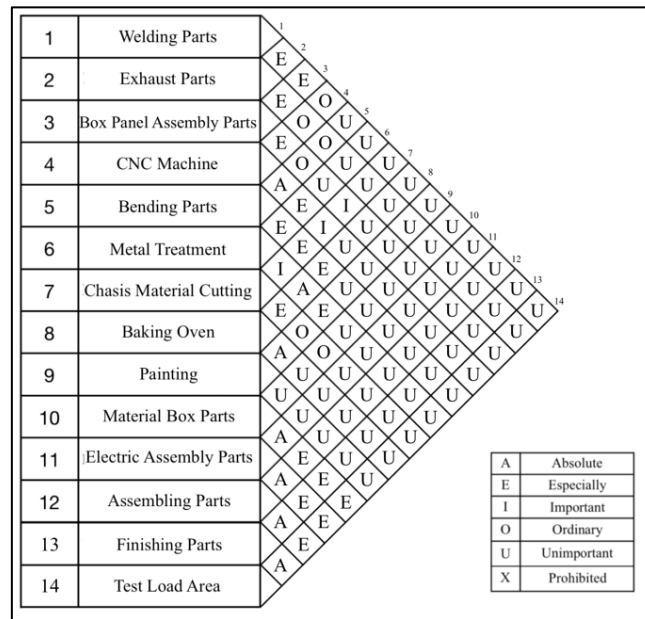 1 Welding Parts
2 Exhaust Parts
3 Box Panel Assembly Parts
4 CNC Machine
5 Bending Parts
6 Metal Treatment
7 Chasis Material Cutting
8 Baking Oven
9 Painting
10 Material Box Parts
11 Electric Assembly Parts
12 Assembling Parts
13 Finishing Parts
14 Test Load Area
1
2
3
4
5
6
7
8
9
10
11
12
13
14
E
E
E O
O U
E O U
O U U
A U U U
E I U U
E I U U U
E U U U U
I E U U U U
A U U U U U
E E U U U U U
O U U U U U
A O U U U U
U U U U U
U U U U U
U U U U
A U U U
E U U
A E U
E E
A E
E
A
A Absolute
E Especially
I Important
O Ordinary
U Unimportant
X Prohibited